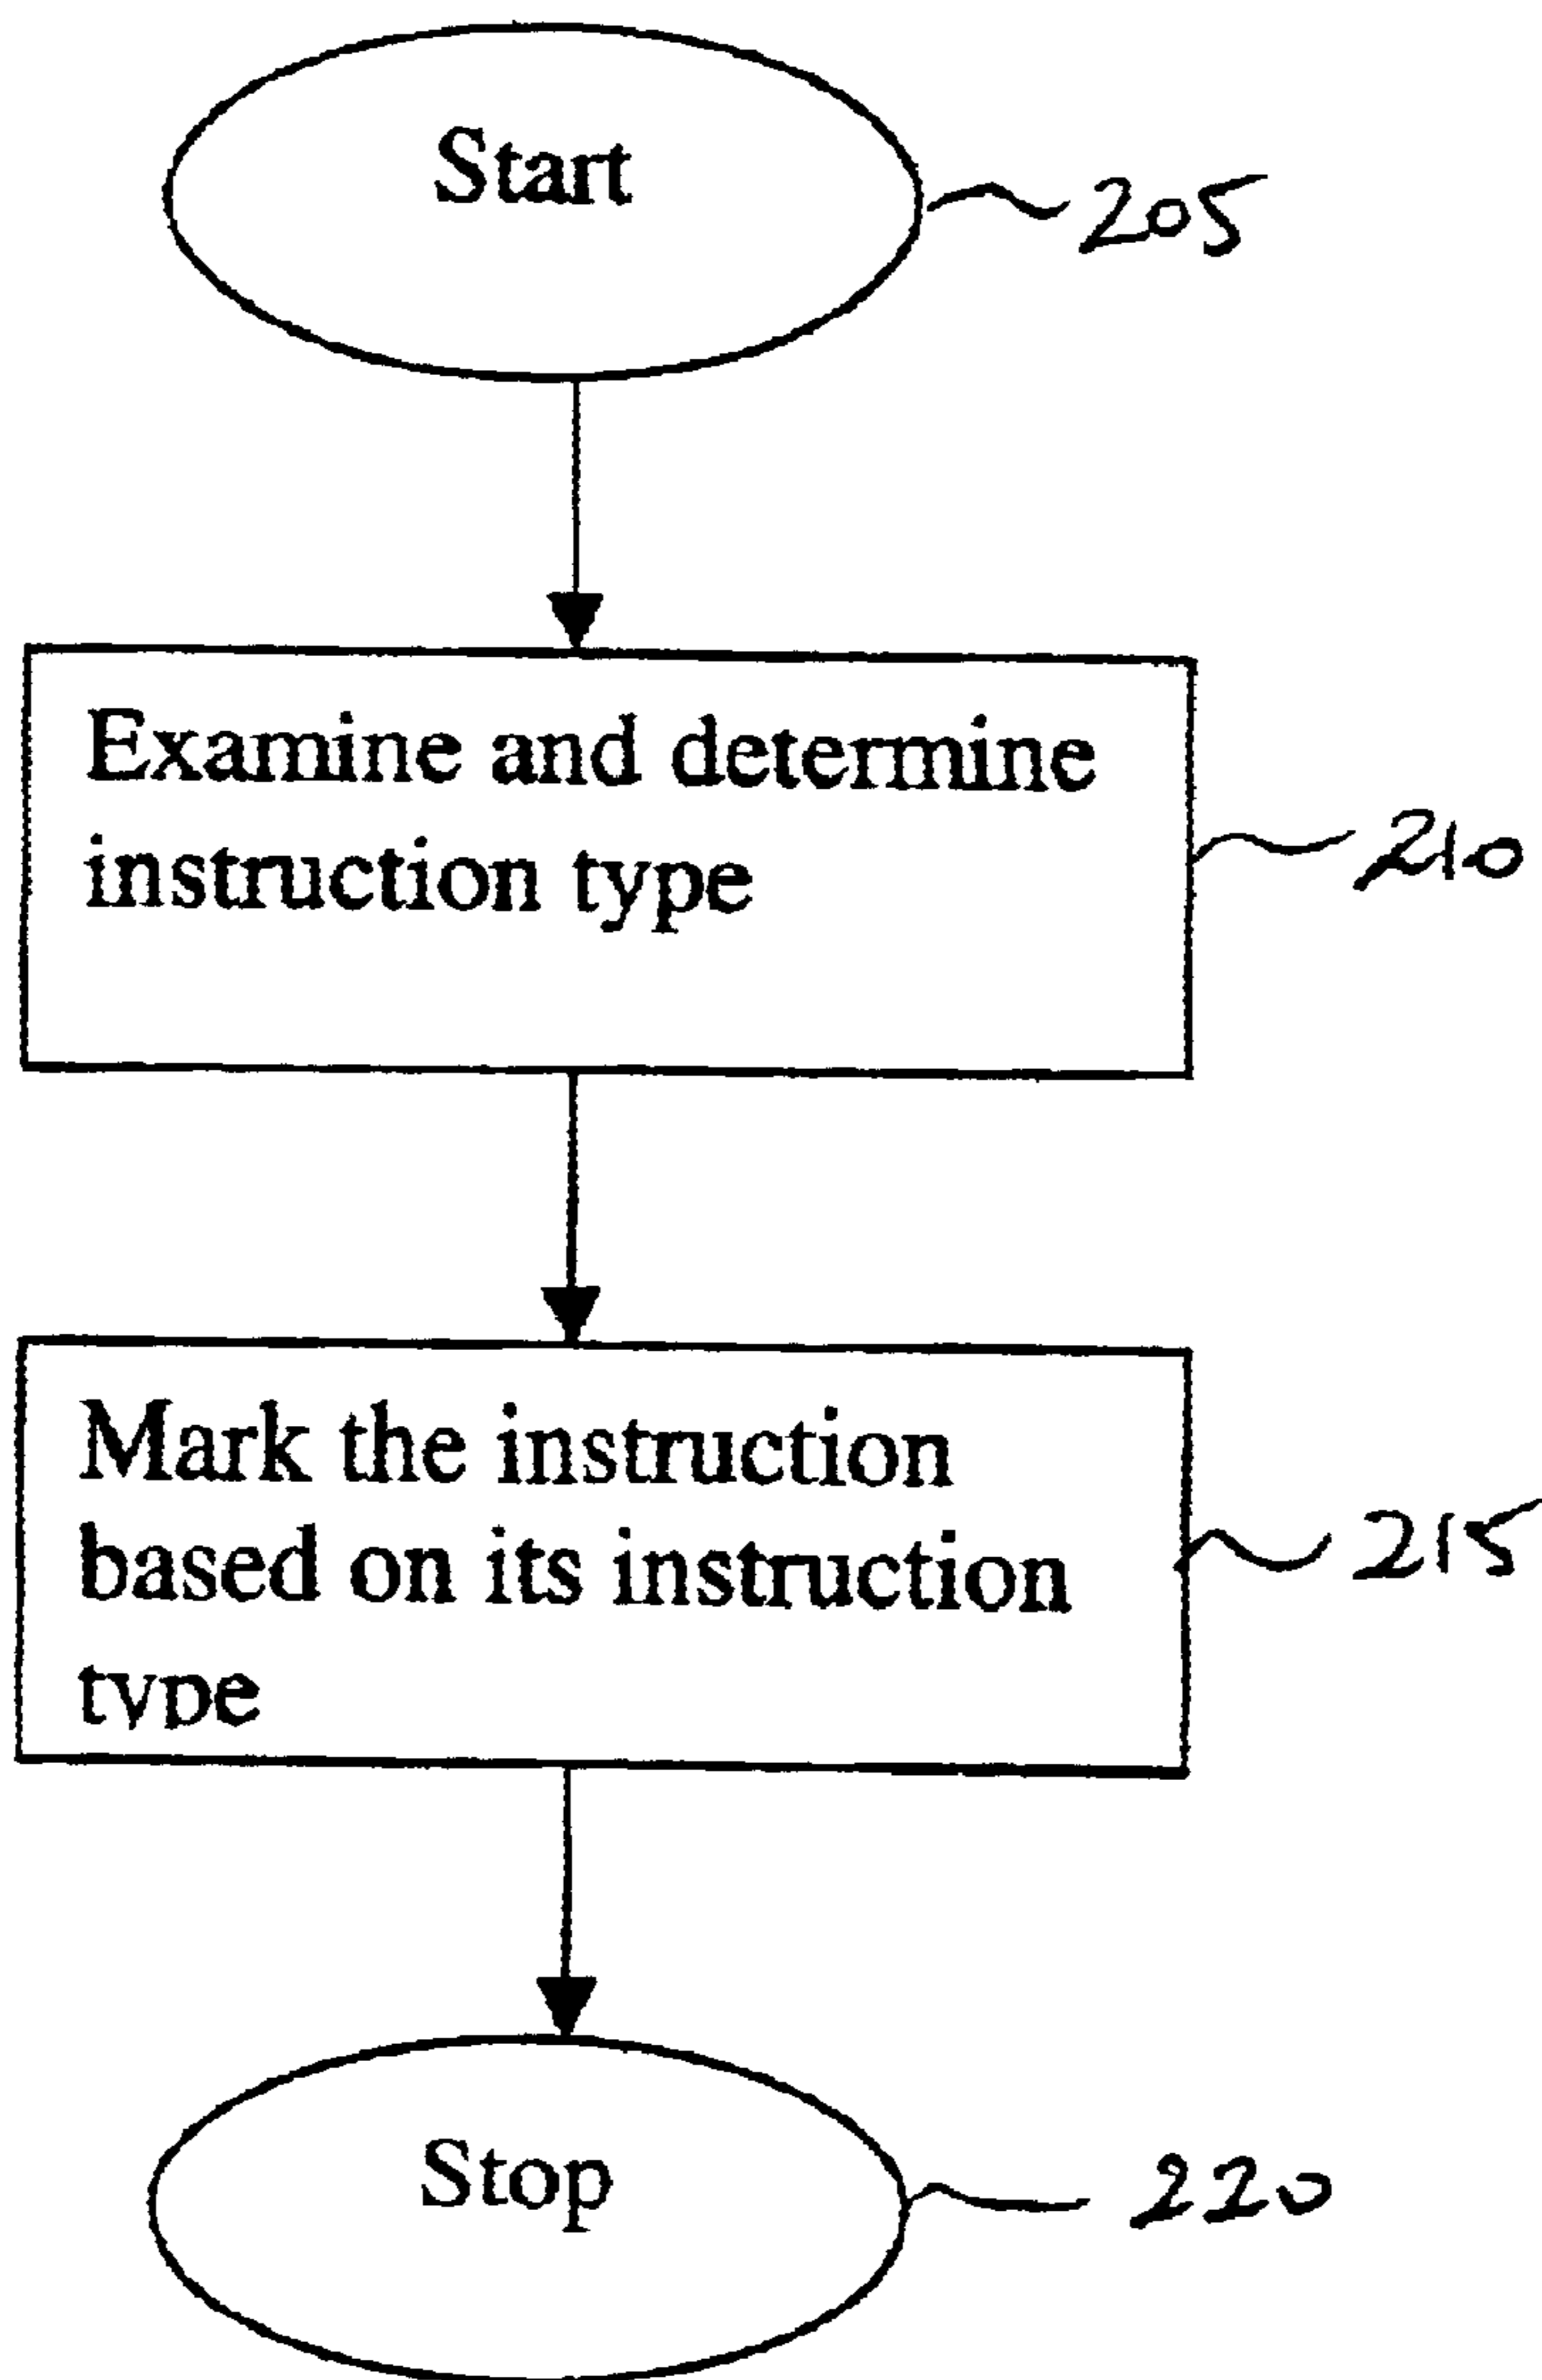 Start
205
Examine and determine
instruction type
210
Mark the instruction
based on its instruction
type
215
Stop
220